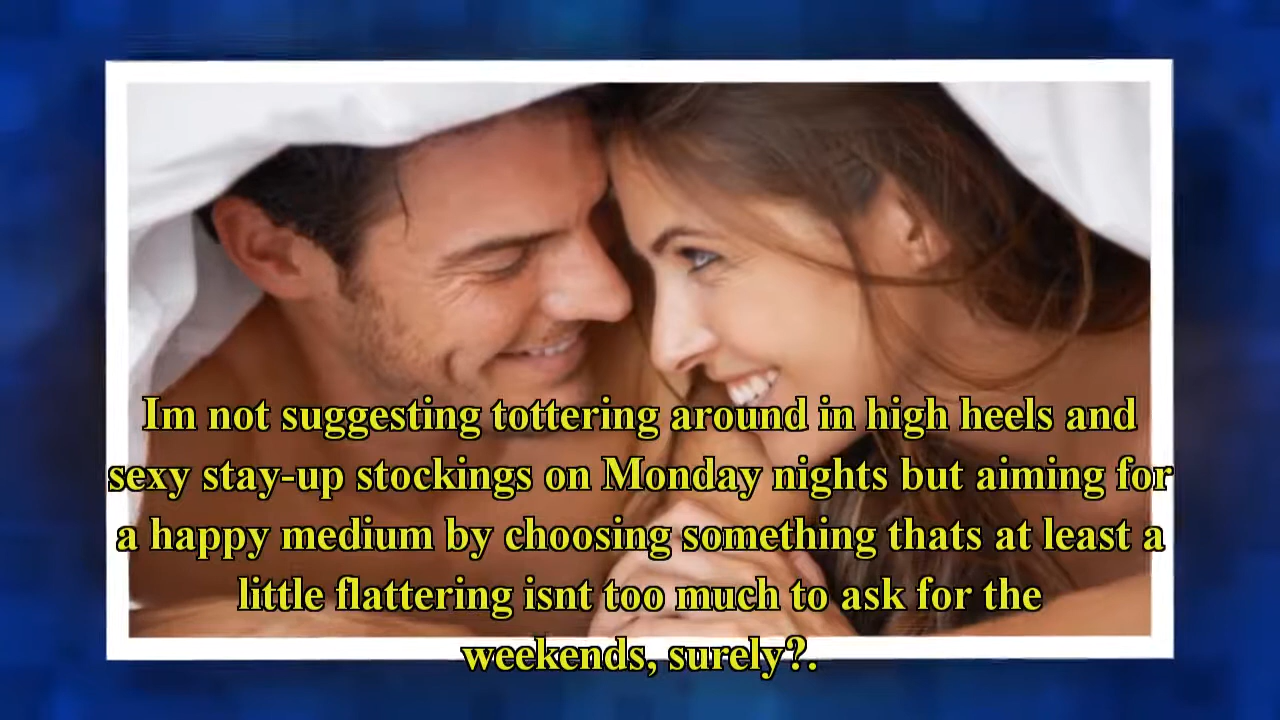 Im not suggesting tottering around in high heels and
sexy stay-up stockings on Monday nights but aiming for
a happy medium by choosing something thats at least a
little flattering isnt too much to ask for the
weekends, surely?.